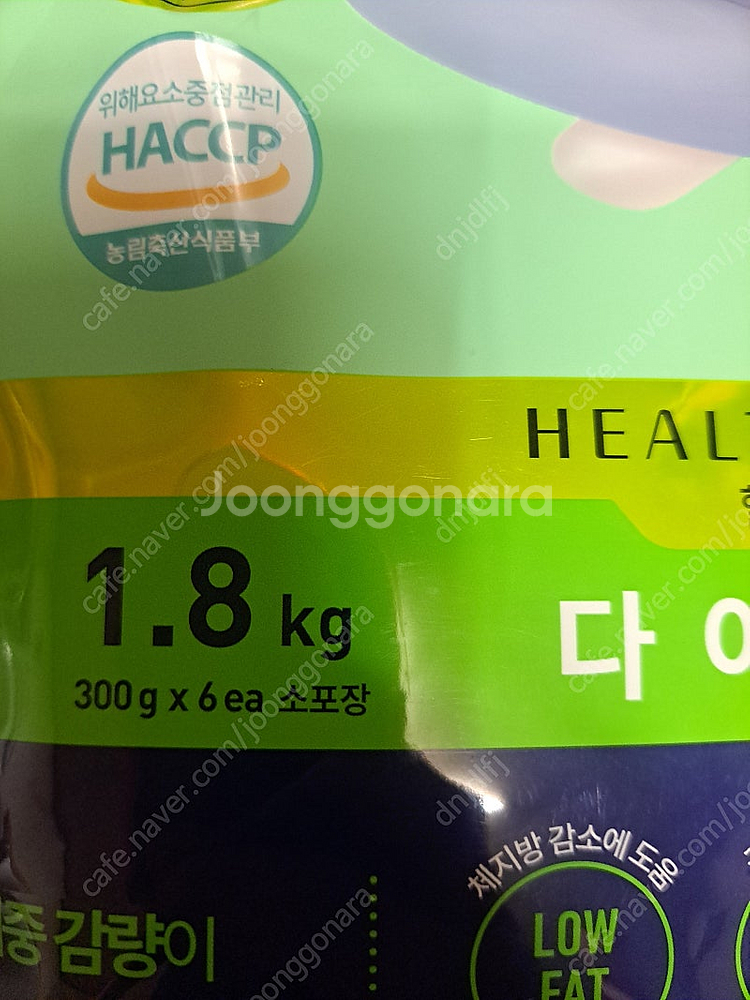 위해요소중점관리
HACCP
농림축산식품부
HEAL
1.8 kg
300g x 6ea 소포장
다
체지방 감소에 도움
중감량이
LOW
FAT
Joonggonara
cafe.naver.com/joonggonara
dnjdlfj